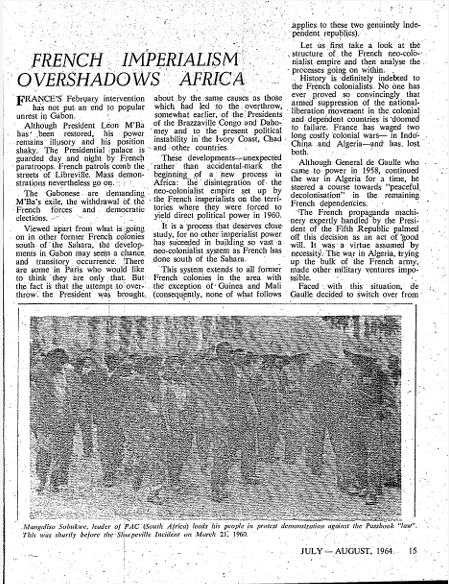 FRENCH IMPERIALISM
OVERSHADOWS AFRICA
FRANCE'S February intervention
has not put an end to popular
unrest in Gabon.
Although President Léon M'Ba
has been restored, his power
remains illusory and his position
shaky. The Presidential palace is
guarded day and night by French
paratroops. French patrols comb the
streets of Libreville. Mass demon-
strations nevertheless go on.
The Gabonese are demanding
M'Ba's exile, the withdrawal of the
French forces and democratic
elections.
Viewed apart from what is going
on in other former French colonies
south of the Sahara, the develop-
ments in Gabon may seem a chance
and transitory occurrence. There
are some in Paris who would like
to think they are only that. But
the fact is that the attempt to over-
throw the President was brought
about by the same causes as those
which had led to the overthrow,
somewhat earlier, of the Presidents
of the Brazzaville Congo and Daho-
mey and to the present political
instability in the Ivory Coast, Chad
and other countries.
These developments—unexpected
rather than accidental—mark the
beginning of a new process in
Africa: the disintegration of the
neo-colonialist empire set up by
the French imperialists on the terri-
tories where they were forced to
yield direct political power in 1960.
It is a process that deserves close
study, for no other imperialist power
has suceeded in building so vast a
neo-colonialist system as French has
done south of the Sahara.
This system extends to all former
French colonies in the area with
the exception of Guinea and Mali
(consequently, none of what follows
applies to these two genuinely inde-
pendent republics).
Let us first take a look at the
structure of the French neo-colo-
nialist empire and then analyse the
processes going on within.
History is definitely indebted to
the French colonialists. No one has
ever proved so convincingly that
armed suppression of the national-
liberation movement in the colonial
and dependent countries is doomed
to failure. France has waged two
long costly colonial wars—in Indo-
China and Algeria—and has lost
both.
Although General de Gaulle who
came to power in 1958, continued
the war in Algeria for a time, he
steered a course towards "peaceful
decolonisation" in the remaining
French dependencies.
The French propaganda machi-
nery expertly handled by the Presi-
dent of the Fifth Republic palmed
off this decision as an act of good
will. It was a virtue assumed by
necessity. The war in Algeria, trying
up the bulk of the French army,
made other military ventures impo-
ssible.
Faced with this situation, de
Gaulle decided to switch over from
Mangaliso Sobukwe, leader of PAC (South Africa) leads his people in protest demonstration against the Passbook "law".
This was shortly before the Sharpeville Incident on March 21, 1960.
JULY — AUGUST, 1964 15